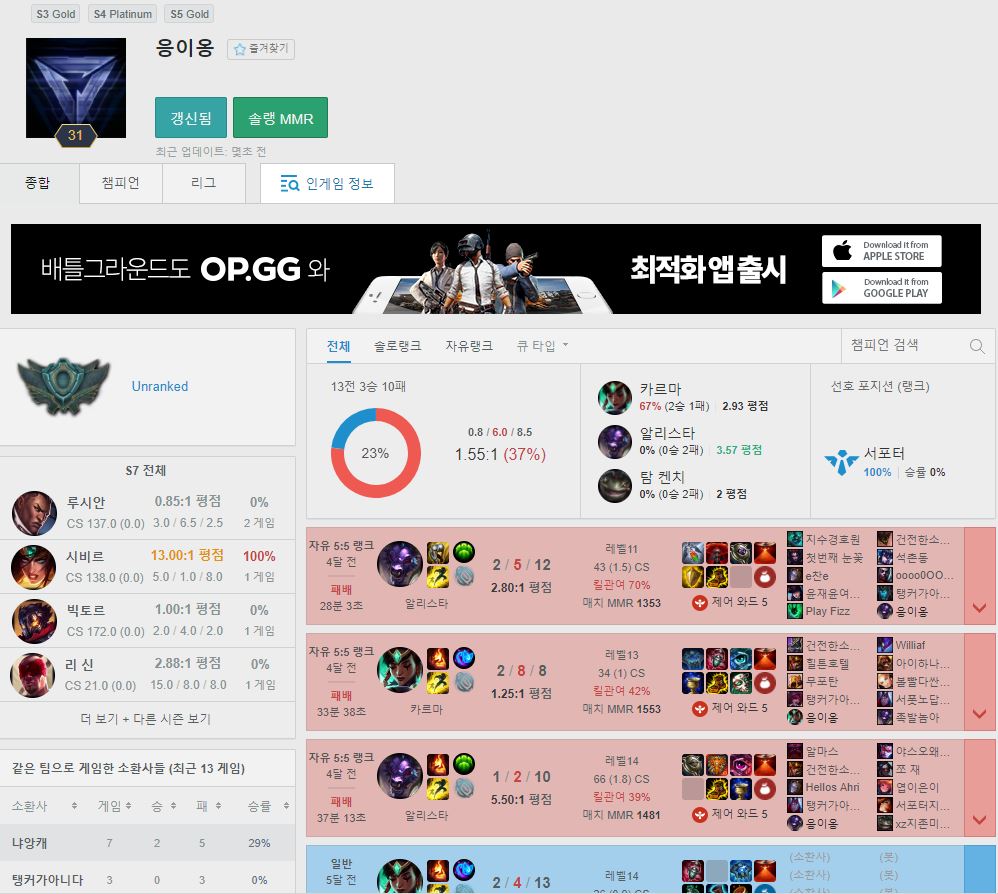 S3 Gold S4 Platinum S5 Gold
응이옹 즐겨찾기
31
갱신됨 솔랭 MMR
최근 업데이트: 몇초 전
종합 챔피언 리그 인게임 정보
배틀그라운드도 OP.GG 와 최적화 앱 출시
Download it from
APPLE STORE
Download it from
GOOGLE PLAY
Unranked
S7 전체
루시안 0.85:1 평점 0%
CS 137.0 (0.0) 3.0 / 6.5 / 2.5 2 게임
시비르 13.00:1 평점 100%
CS 138.0 (0.0) 5.0 / 1.0 / 8.0 1 게임
빅토르 1.00:1 평점 0%
CS 172.0 (0.0) 2.0 / 4.0 / 2.0 1 게임
리 신 2.88:1 평점 0%
CS 21.0 (0.0) 15.0 / 8.0 / 8.0 1 게임
더 보기 + 다른 시즌 보기
같은 팀으로 게임한 소환사들 (최근 13 게임)
소환사 게임 승 패 승률
냐앙캐 7 2 5 29%
탱커가아니다 3 0 3 0%
전체 솔로랭크 자유랭크 큐 타입 챔피언 검색
13전 3승 10패
23%
0.8 / 6.0 / 8.5
1.55:1 (37%)
카르마
67% (2승 1패) 2.93 평점
알리스타
0% (0승 2패) 3.57 평점
탐 켄치
0% (0승 2패) 2 평점
선호 포지션 (랭크)
서포터
100% 승률 0%
자유 5:5 랭크
4달 전
패배
28분 3초
알리스타
2 / 5 / 12
2.80:1 평점
레벨11
43 (1.5) CS
킬관여 70%
매치 MMR 1353
제어 와드 5
지수경호원 건전한소...
첫번째 눈꽃 석촌동
e찬e oooo0OO...
윤재윤여... 탱커가아...
Play Fizz 응이옹
자유 5:5 랭크
4달 전
패배
33분 38초
카르마
2 / 8 / 8
1.25:1 평점
레벨13
34 (1) CS
킬관여 42%
매치 MMR 1553
제어 와드 5
건전한소... Williaf
힐튼호텔 아이하나...
무포탄 볼빨다싼...
탱커가아... 서폿노답...
응이옹 족발놈아
자유 5:5 랭크
4달 전
패배
37분 13초
알리스타
1 / 2 / 10
5.50:1 평점
레벨14
66 (1.8) CS
킬관여 39%
매치 MMR 1481
제어 와드 5
알마스 야스오왜...
건전한소... 쪼 재
Hellos Ahri 엽이은이
탱커가아... 서포터지...
응이옹 xz지존미...
일반
5달 전
2 / 4 / 13
레벨14
(소환사) (봇)
(소환사) (봇)